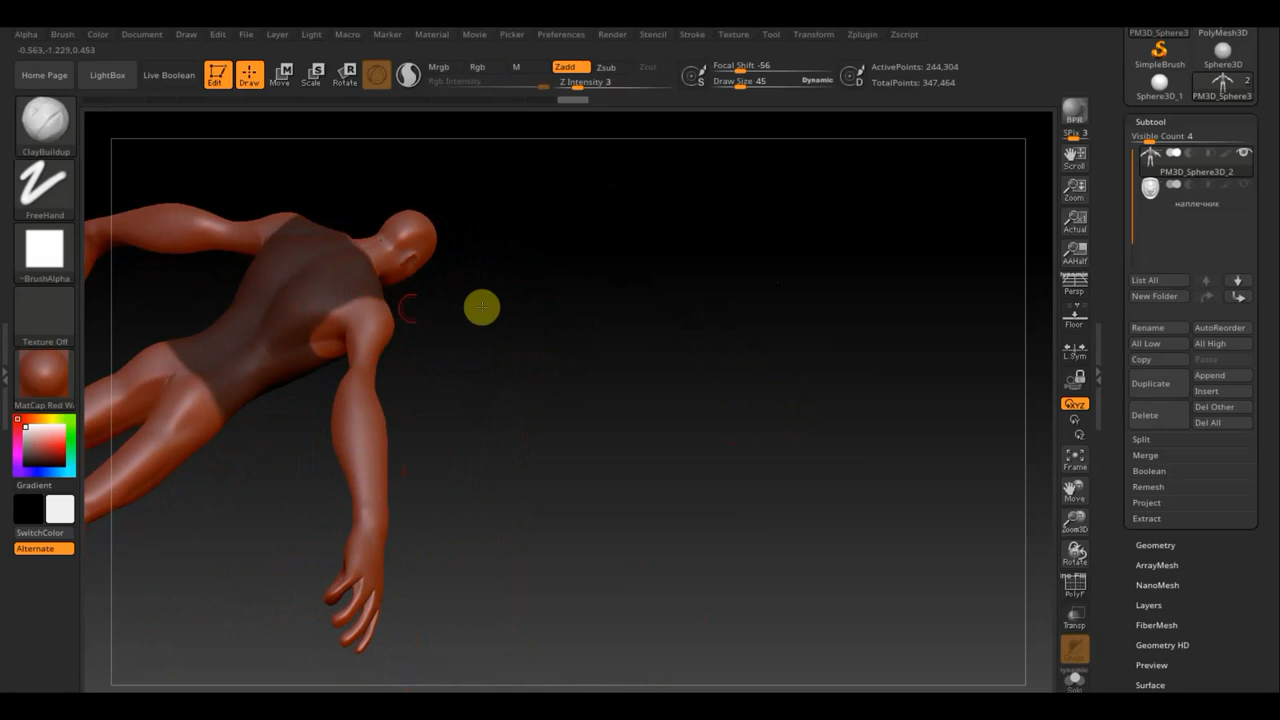 Alpha Brush Color Document Draw Edit File Layer Light Macro Marker Material Movie Picker Preferences Render Stencil Stroke Texture Tool Transform Zplugin Zscript
-0.563,-1.229,0.453
Home Page LightBox Live Boolean Edit Draw Move Scale Rotate
Mrgb Rgb M Zadd Zsub Zcut
Rgb Intensity Z Intensity 3
Focal Shift -56
Draw Size 45 Dynamic
ActivePoints: 244,304
TotalPoints: 347,464
ClayBuildup
FreeHand
~BrushAlpha
Texture Off
MatCap Red Wa
Gradient
SwitchColor
Alternate
BPR
SPix 3
Scroll
Zoom
Actual
AAHalf
Persp
Floor
L.Sym
XYZ
Frame
Move
Zoom3D
Rotate
PolyF
Transp
Solo
PM3D_Sphere3 PolyMesh3D
SimpleBrush Sphere3D
2
Sphere3D_1 PM3D_Sphere3
Subtool
Visible Count 4
PM3D_Sphere3D_2
наплечник
List All
New Folder
Rename AutoReorder
All Low All High
Copy Paste
Duplicate Append
Insert
Delete Del Other
Del All
Split
Merge
Boolean
Remesh
Project
Extract
Geometry
ArrayMesh
NanoMesh
Layers
FiberMesh
Geometry HD
Preview
Surface